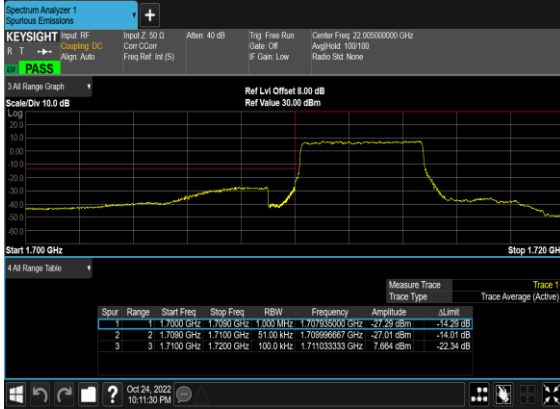 Spectrum Analyzer 1
Spurious Emissions
KEYSIGHT Input: RF Input Z: 50 Ω Atten: 40 dB Trig: Free Run Center Freq: 22.005000000 GHz
R T Coupling: DC Corr CCorr Gate: Off Avg|Hold: 100/100
Align: Auto Freq Ref: Int (S) IF Gain: Low Radio Std: None
PASS
3 All Range Graph Ref Lvl Offset 8.00 dB
Scale/Div 10.0 dB Ref Value 30.00 dBm
Log
20.0
10.0
0.00
-10.0
-20.0
-30.0
-40.0
-50.0
-60.0
Start 1.700 GHz Stop 1.720 GH
4 All Range Table
Measure Trace Trace 1
Trace Type Trace Average (Active)
Spur Range Start Freq Stop Freq RBW Frequency Amplitude ΔLimit
1 1 1.7000 GHz 1.7090 GHz 1.000 MHz 1.707935000 GHz -27.29 dBm -14.29 dB
2 2 1.7090 GHz 1.7100 GHz 51.00 kHz 1.709996667 GHz -27.01 dBm -14.01 dB
3 3 1.7100 GHz 1.7200 GHz 100.0 kHz 1.711033333 GHz 7.664 dBm -22.34 dB
? Oct 24, 2022
10:11:30 PM